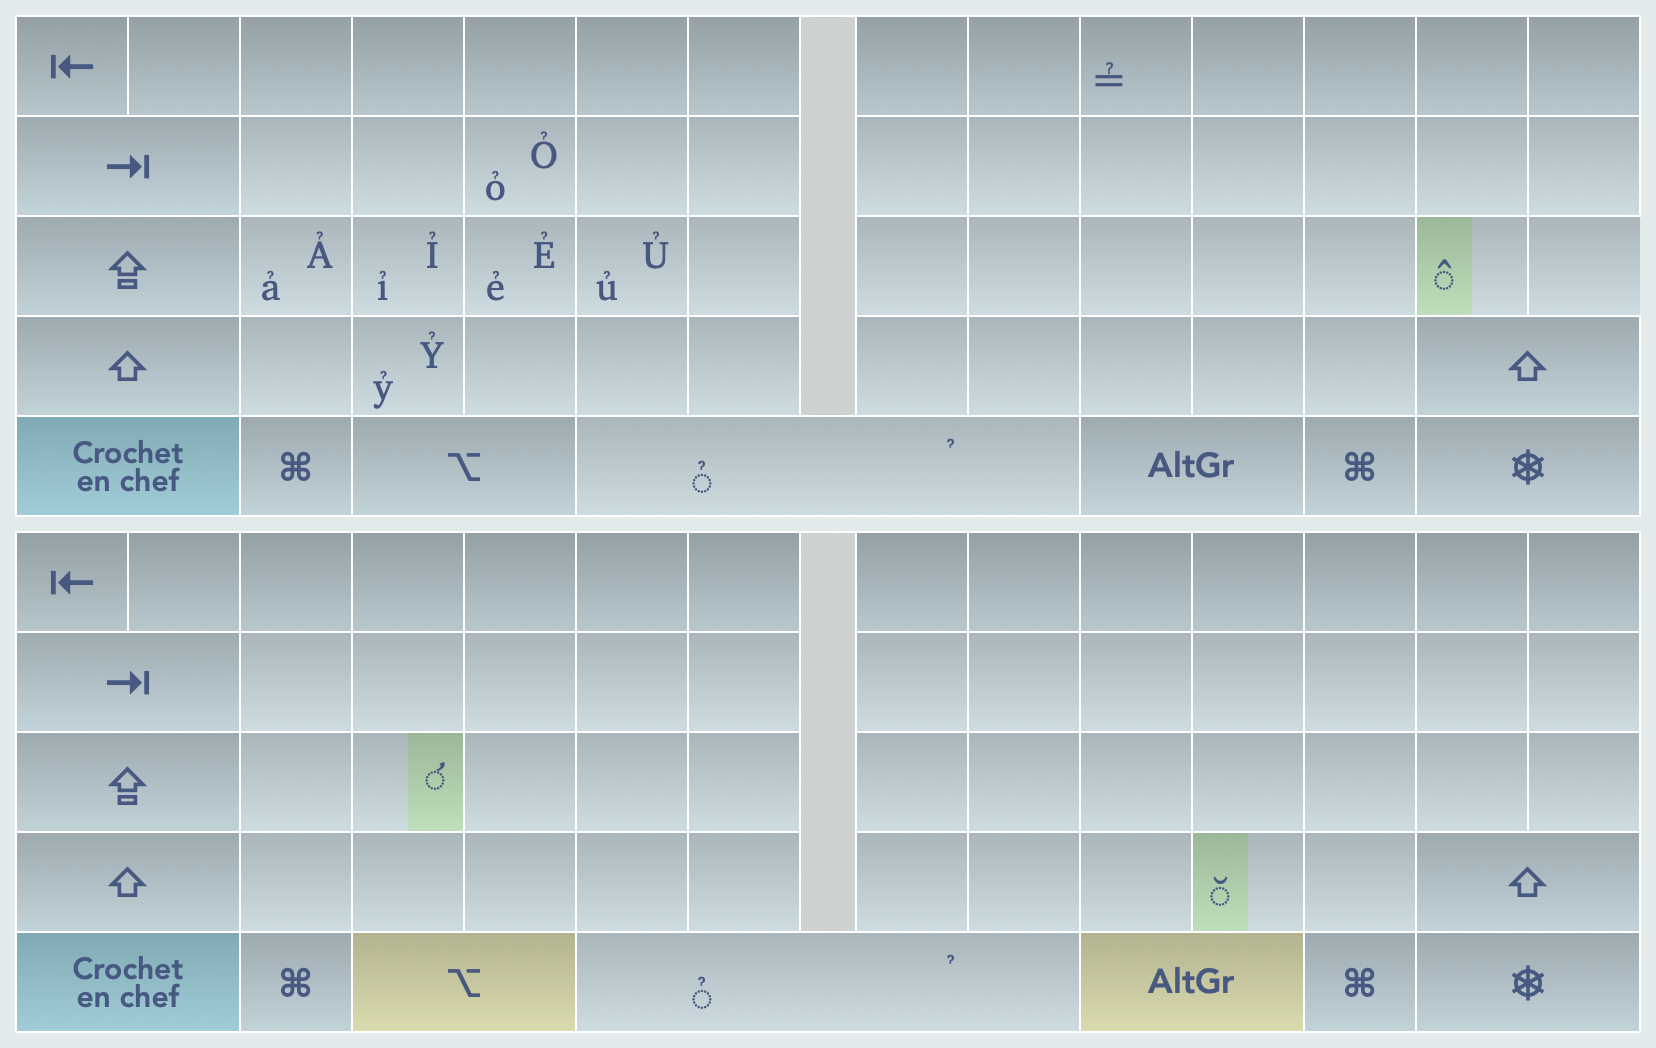 ≟
Ỏ
ỏ
Ả Ỉ Ẻ Ủ
ả ỉ ẻ ủ ◌̂
Ỷ
ỷ
Crochet
en chef ⌘ ⌥ ◌̉ ̉ AltGr ⌘
◌̛
◌̆
Crochet
en chef ⌘ ⌥ ◌̉ ̉ AltGr ⌘